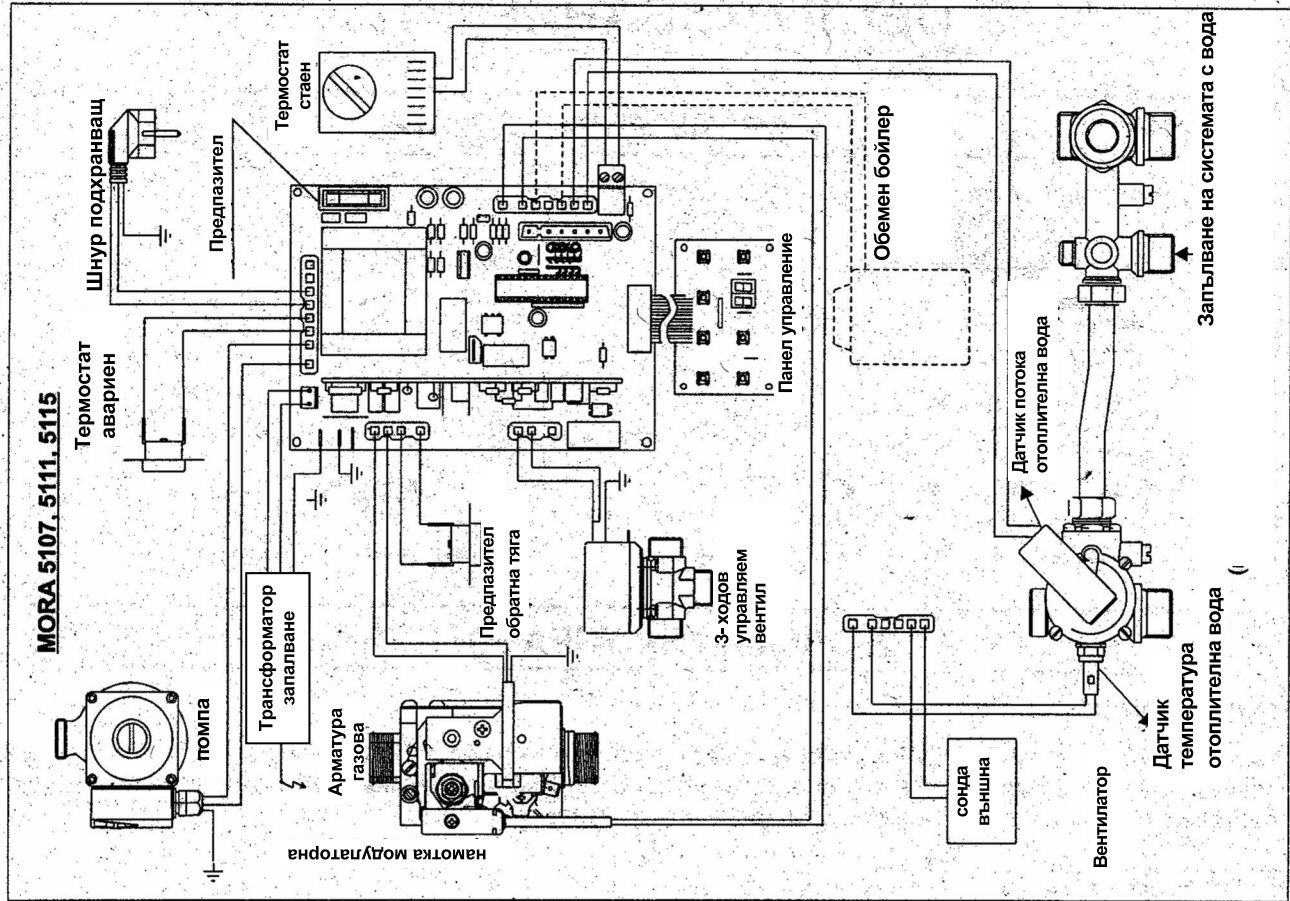 MORA 5107, 5111, 5115
помпа
Термостат
авариен
Шнур подхранващ
Предпазител
Термостат
стаен
Трансформатор
запалване
Арматура
газова
намотка модулаторна
Предпазител
обратна тяга
3- ходов
управляем
вентил
Панел управление
Обемен бойлер
сонда
външна
Вентилатор
Датчик
температура
отоплителна вода
Датчик потока
отоплителна вода
Запълване на системата с вода